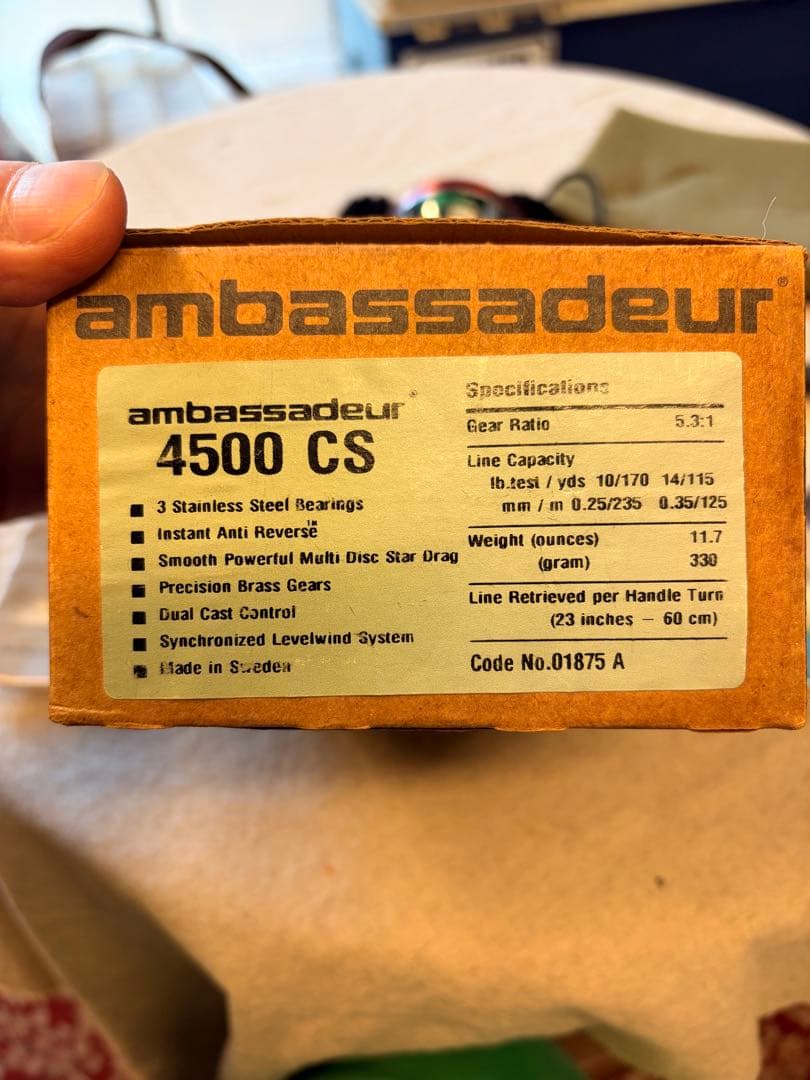 ambassadeur®
ambassadeur®
4500 CS
■ 3 Stainless Steel Bearings
■ Instant Anti Reverse™
■ Smooth Powerful Multi Disc Star Drag
■ Precision Brass Gears
■ Dual Cast Control
■ Synchronized Levelwind System
■ Made in Sweden
Specifications
Gear Ratio 5.3:1
Line Capacity
lb.test / yds 10/170 14/115
mm / m 0.25/235 0.35/125
Weight (ounces) 11.7
(gram) 330
Line Retrieved per Handle Turn
(23 inches – 60 cm)
Code No.01875 A